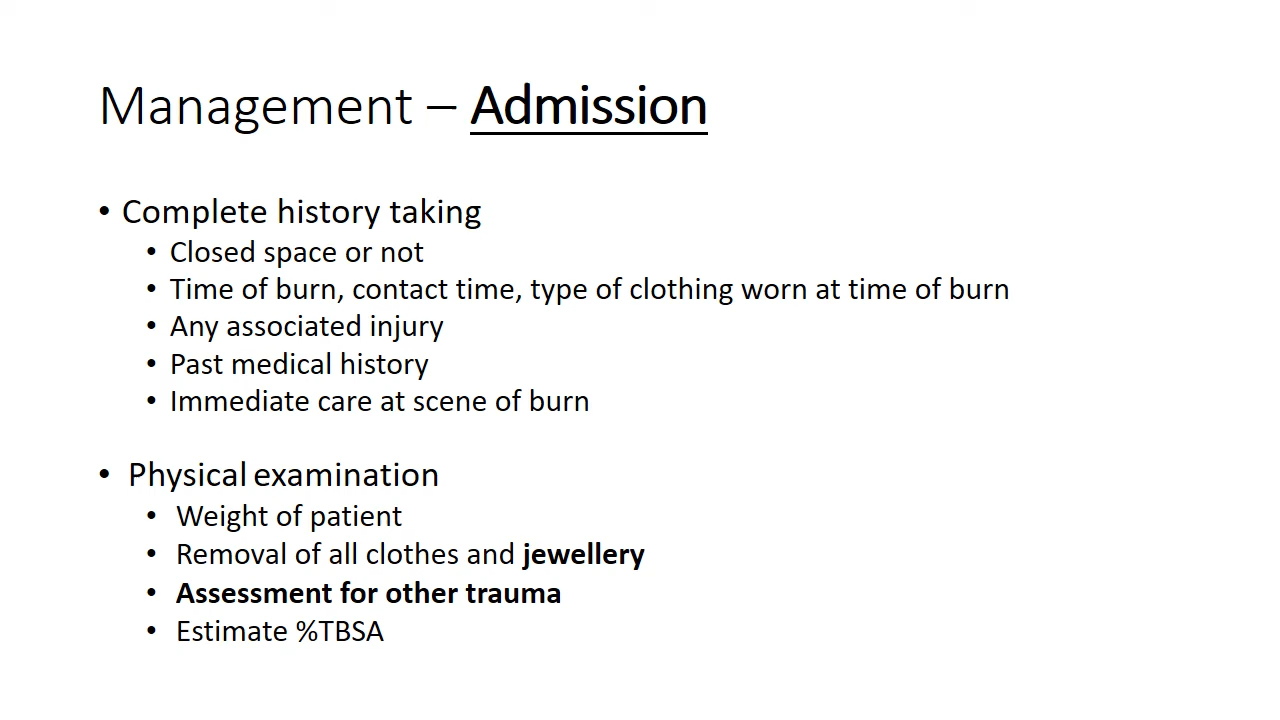 Management – Admission
• Complete history taking
• Closed space or not
• Time of burn, contact time, type of clothing worn at time of burn
• Any associated injury
• Past medical history
• Immediate care at scene of burn
• Physical examination
• Weight of patient
• Removal of all clothes and jewellery
• Assessment for other trauma
• Estimate %TBSA